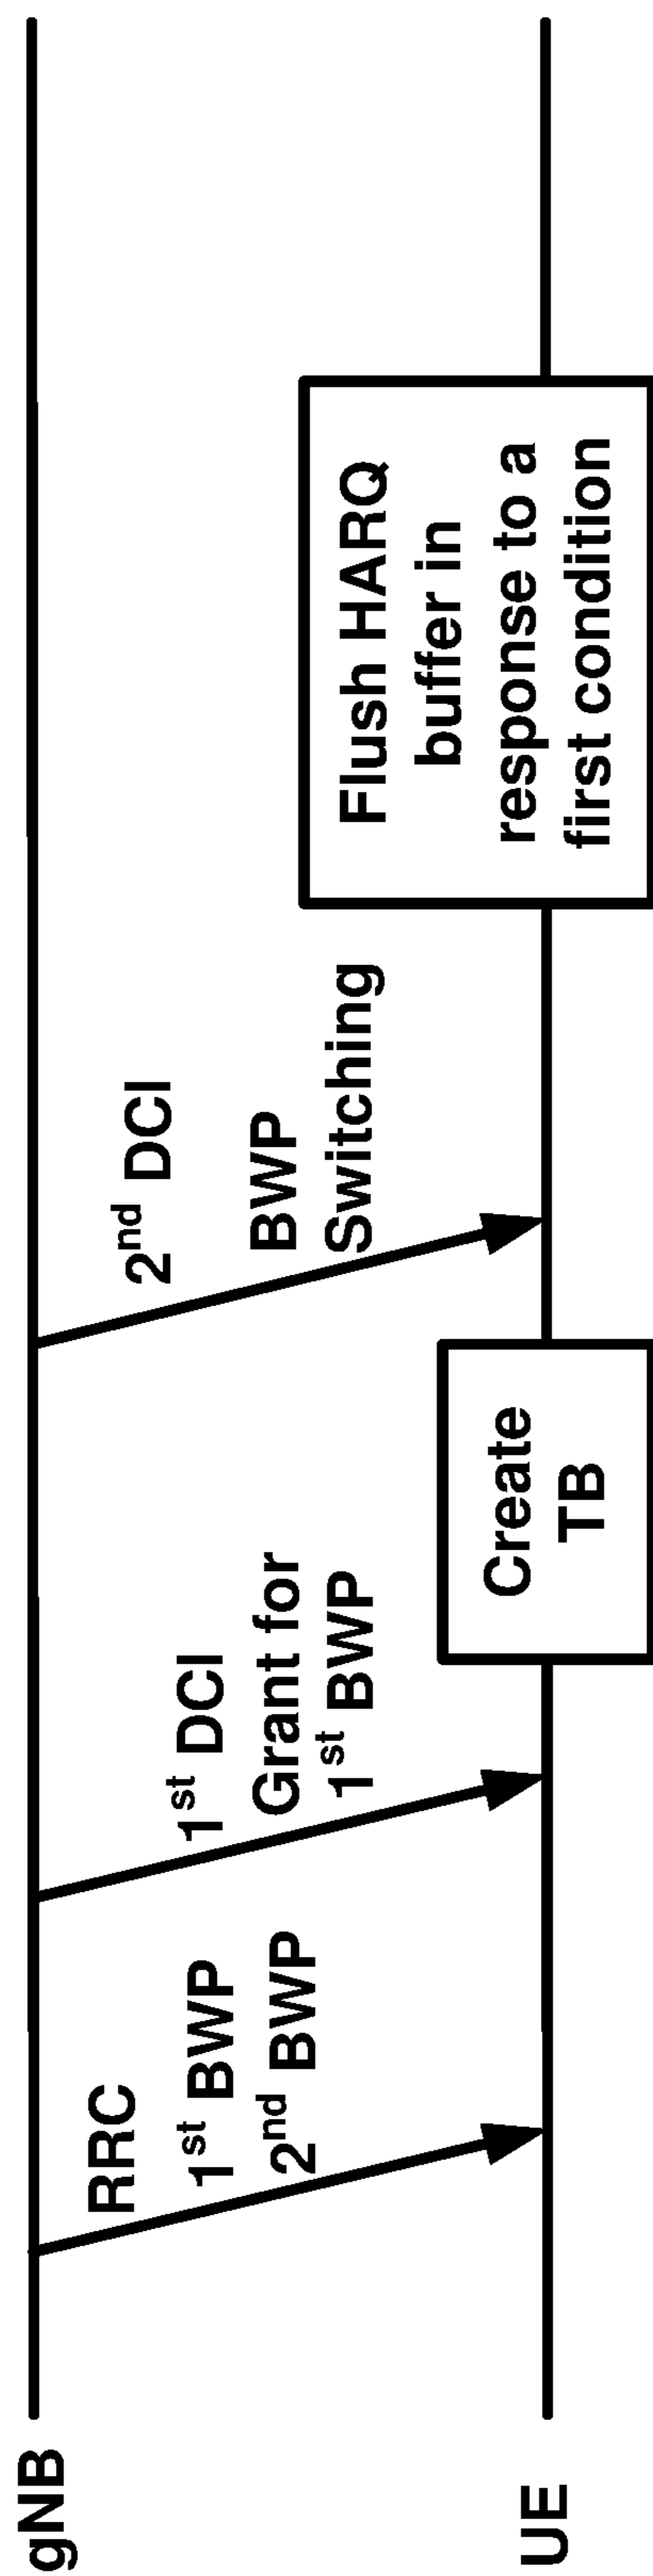 gNB
RRC
1st BWP
2nd BWP
1st DCI
Grant for
1st BWP
2nd DCI
BWP
Switching
UE
Create
TB
Flush HARQ
buffer in
response to a
first condition